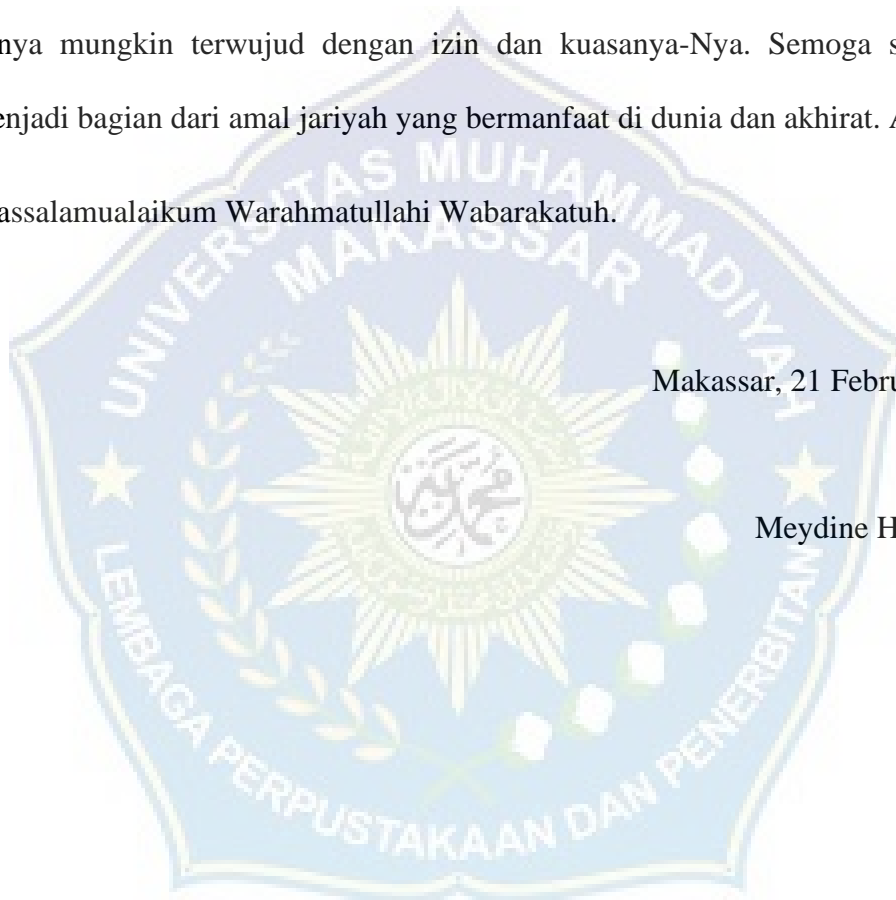 nya mungkin terwujud dengan izin dan kuasanya-Nya. Semoga s
enjadi bagian dari amal jariyah yang bermanfaat di dunia dan akhirat. A
assalamualaikum Warahmatullahi Wabarakatuh.
Makassar, 21 Febru
Meydine H
UNIVERSITAS MUHAMMADIYAH
MAKASSAR
محمدية
LEMBAGA PERPUSTAKAAN DAN PENERBITAN